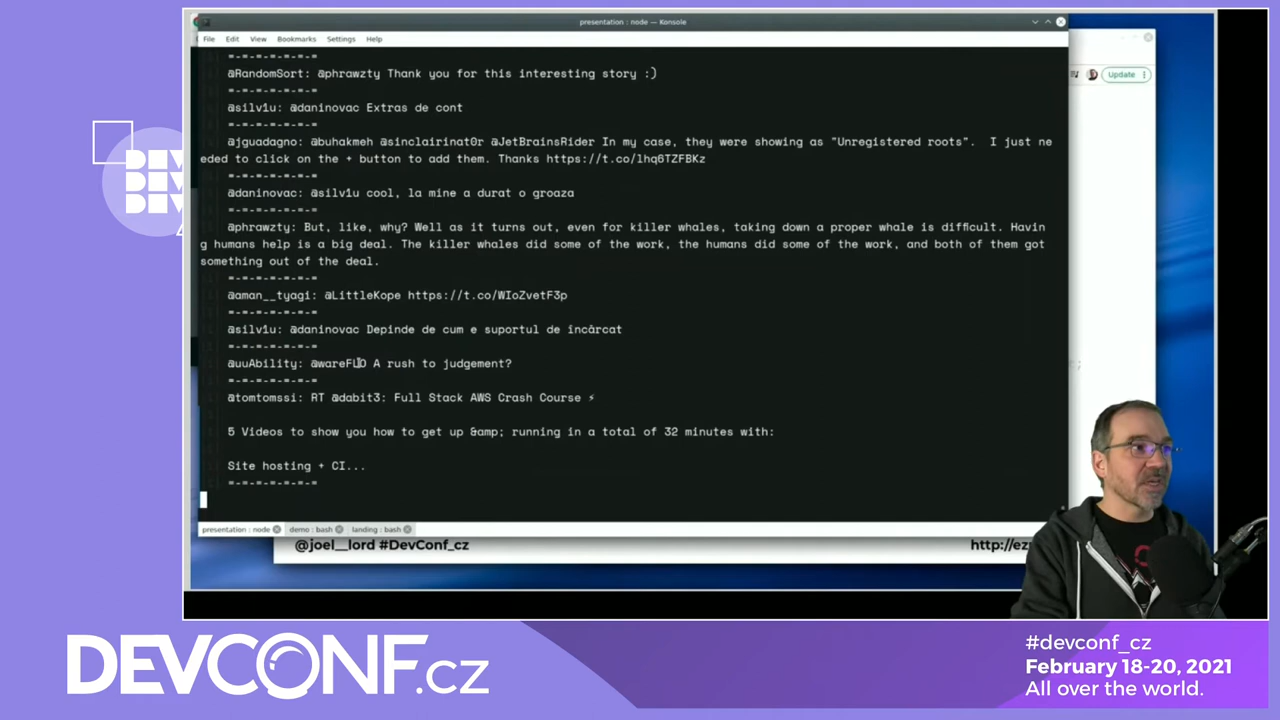 presentation : node — Konsole
File Edit View Bookmarks Settings Help
Update
=-=-=-=-=-=
@RandomSort: @phrawzty Thank you for this interesting story :)
=-=-=-=-=-=
@silv1u: @daninovac Extras de cont
=-=-=-=-=-=
@jguadagno: @buhakmeh @sinclairinat0r @JetBrainsRider In my case, they were showing as "Unregistered roots".  I just ne
eded to click on the + button to add them. Thanks https://t.co/lhq6TZFBKz
=-=-=-=-=-=
@daninovac: @silv1u cool, la mine a durat o groaza
=-=-=-=-=-=
@phrawzty: But, like, why? Well as it turns out, even for killer whales, taking down a proper whale is difficult. Havin
g humans help is a big deal. The killer whales did some of the work, the humans did some of the work, and both of them got
something out of the deal.
=-=-=-=-=-=
@aman__tyagi: @LittleKope https://t.co/WIoZvetF3p
=-=-=-=-=-=
@silv1u: @daninovac Depinde de cum e suportul de încărcat
=-=-=-=-=-=
@uuAbility: A rush to judgement?
=-=-=-=-=-=
@tomtomssi: RT @dabit3: Full Stack AWS Crash Course ⚡
5 Videos to show you how to get up &amp; running in a total of 32 minutes with:
Site hosting + CI...
=-=-=-=-=-=
presentation : node demo : bash landing : bash
@joel__lord #DevConf_cz
DEV
DEV
DEV
DEVCONF.cz
#devconf_cz
February 18-20, 2021
All over the world.